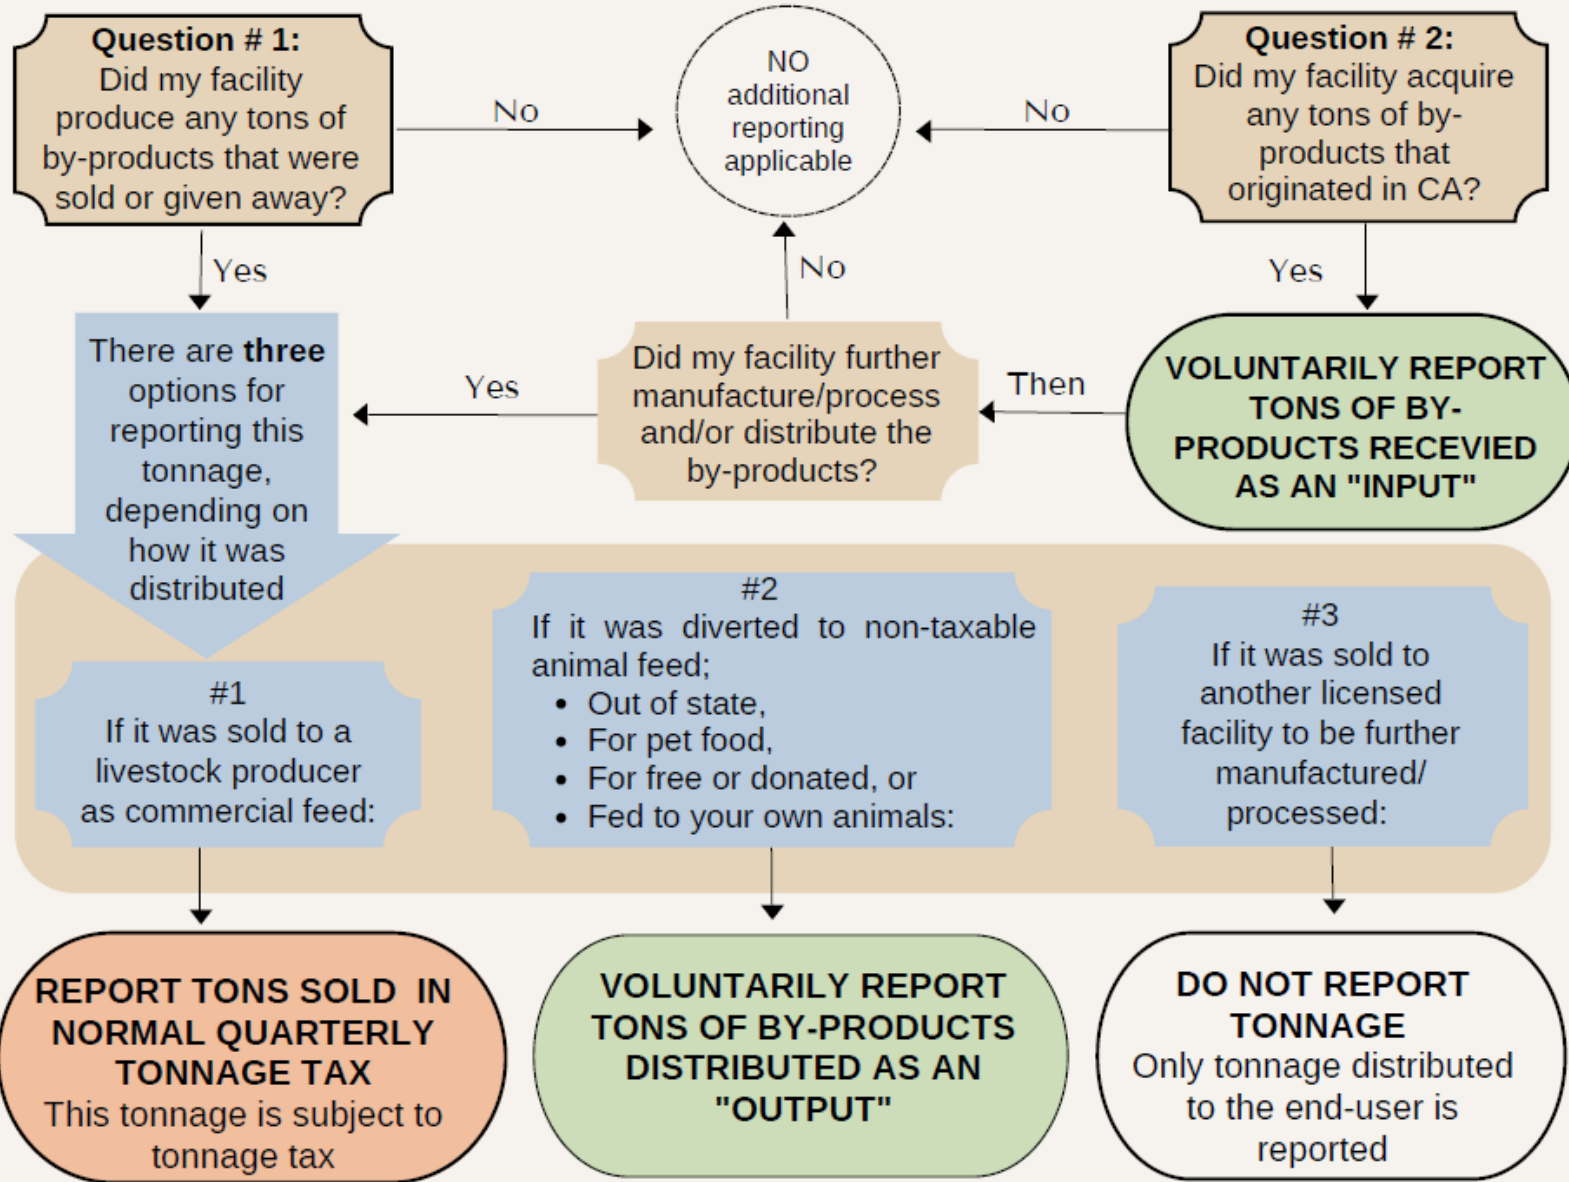 Question # 1:
Did my facility
produce any tons of
by-products that were
sold or given away?
No
NO
additional
reporting
applicable
No
Question # 2:
Did my facility acquire
any tons of by-
products that
originated in CA?
Yes
No
Yes
There are three
options for
reporting this
tonnage,
depending on
how it was
distributed
Yes
Did my facility further
manufacture/process
and/or distribute the
by-products?
Then
VOLUNTARILY REPORT
TONS OF BY-
PRODUCTS RECEVIED
AS AN "INPUT"
#1
If it was sold to a
livestock producer
as commercial feed:
#2
If it was diverted to non-taxable
animal feed;
• Out of state,
• For pet food,
• For free or donated, or
• Fed to your own animals:
#3
If it was sold to
another licensed
facility to be further
manufactured/
processed:
REPORT TONS SOLD IN
NORMAL QUARTERLY
TONNAGE TAX
This tonnage is subject to
tonnage tax
VOLUNTARILY REPORT
TONS OF BY-PRODUCTS
DISTRIBUTED AS AN
"OUTPUT"
DO NOT REPORT
TONNAGE
Only tonnage distributed
to the end-user is
reported